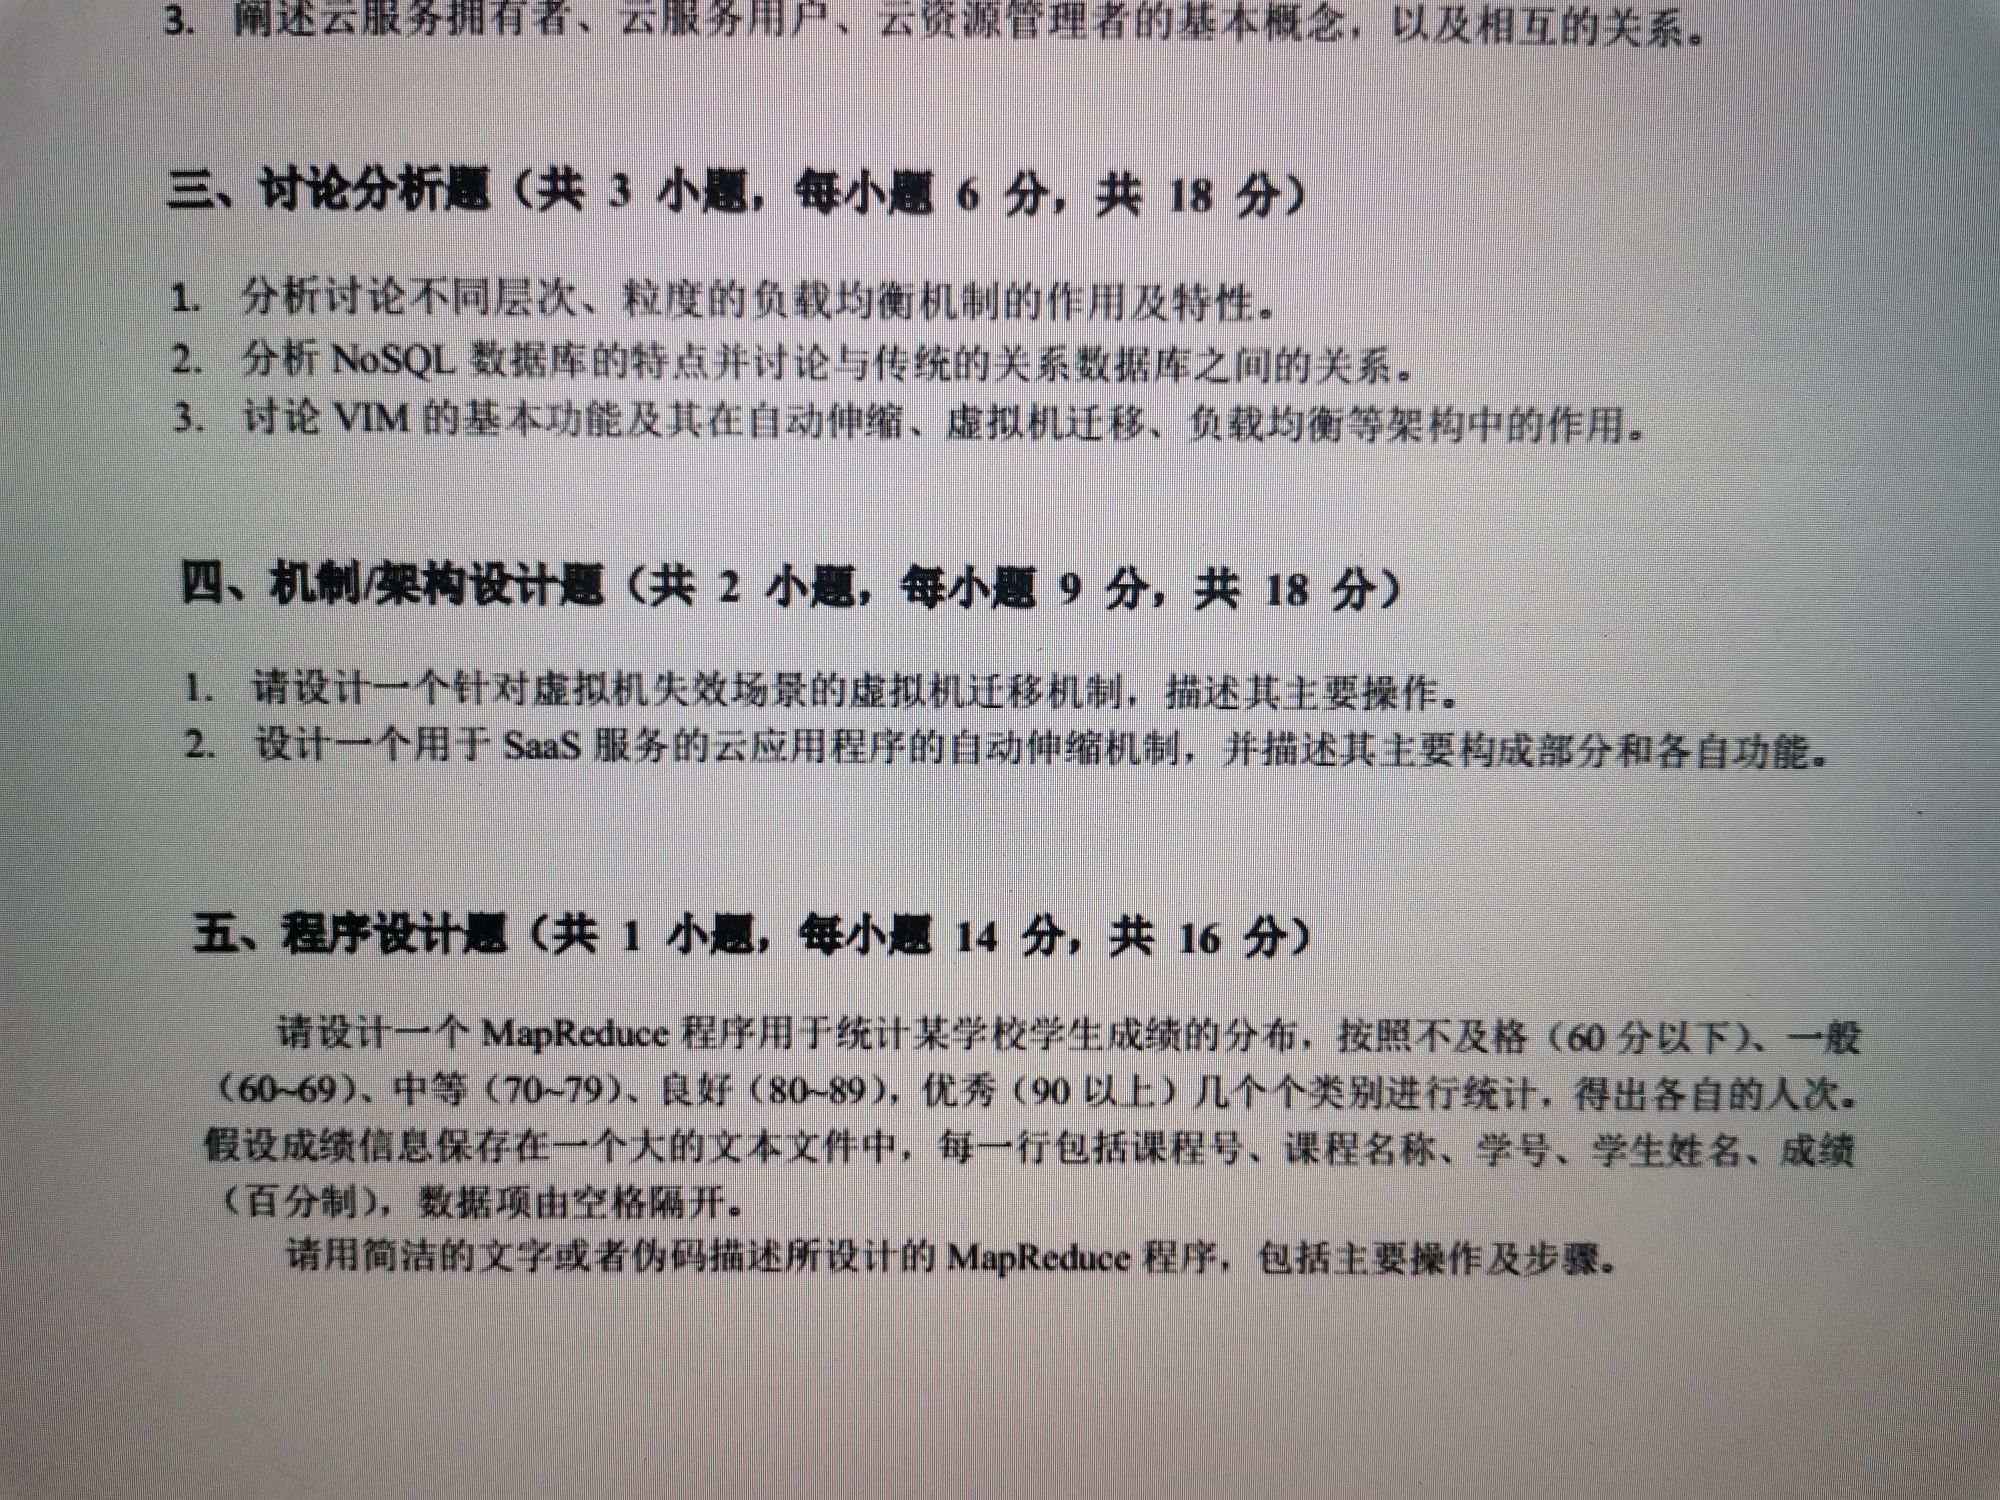 3. 阐述云服务拥有者、云服务用户、云资源管理者的基本概念，以及相互的关系。
三、讨论分析题（共 3 小题，每小题 6 分，共 18 分）
1. 分析讨论不同层次、粒度的负载均衡机制的作用及特性。
2. 分析 NoSQL 数据库的特点并讨论与传统的关系数据库之间的关系。
3. 讨论 VIM 的基本功能及其在自动伸缩、虚拟机迁移、负载均衡等架构中的作用。
四、机制/架构设计题（共 2 小题，每小题 9 分，共 18 分）
1. 请设计一个针对虚拟机失效场景的虚拟机迁移机制，描述其主要操作。
2. 设计一个用于 SaaS 服务的云应用程序的自动伸缩机制，并描述其主要构成部分和各自功能。
五、程序设计题（共 1 小题，每小题 14 分，共 16 分）
请设计一个 MapReduce 程序用于统计某学校学生成绩的分布，按照不及格（60 分以下）、一般
（60~69）、中等（70~79）、良好（80~89），优秀（90 以上）几个个类别进行统计，得出各自的人次。
假设成绩信息保存在一个大的文本文件中，每一行包括课程号、课程名称、学号、学生姓名、成绩
（百分制），数据项由空格隔开。
请用简洁的文字或者伪码描述所设计的 MapReduce 程序，包括主要操作及步骤。